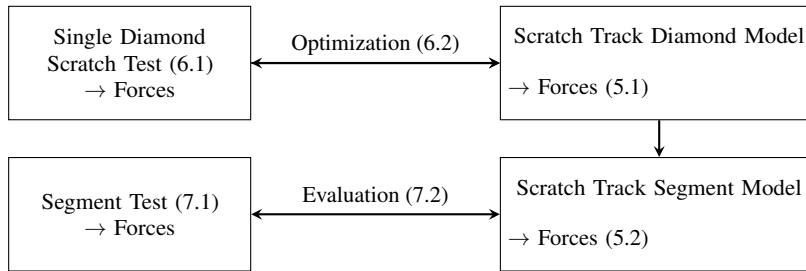 Single Diamond
Scratch Test (6.1)
→ Forces
Optimization (6.2)
Scratch Track Diamond Model
→ Forces (5.1)
Segment Test (7.1)
→ Forces
Evaluation (7.2)
Scratch Track Segment Model
→ Forces (5.2)